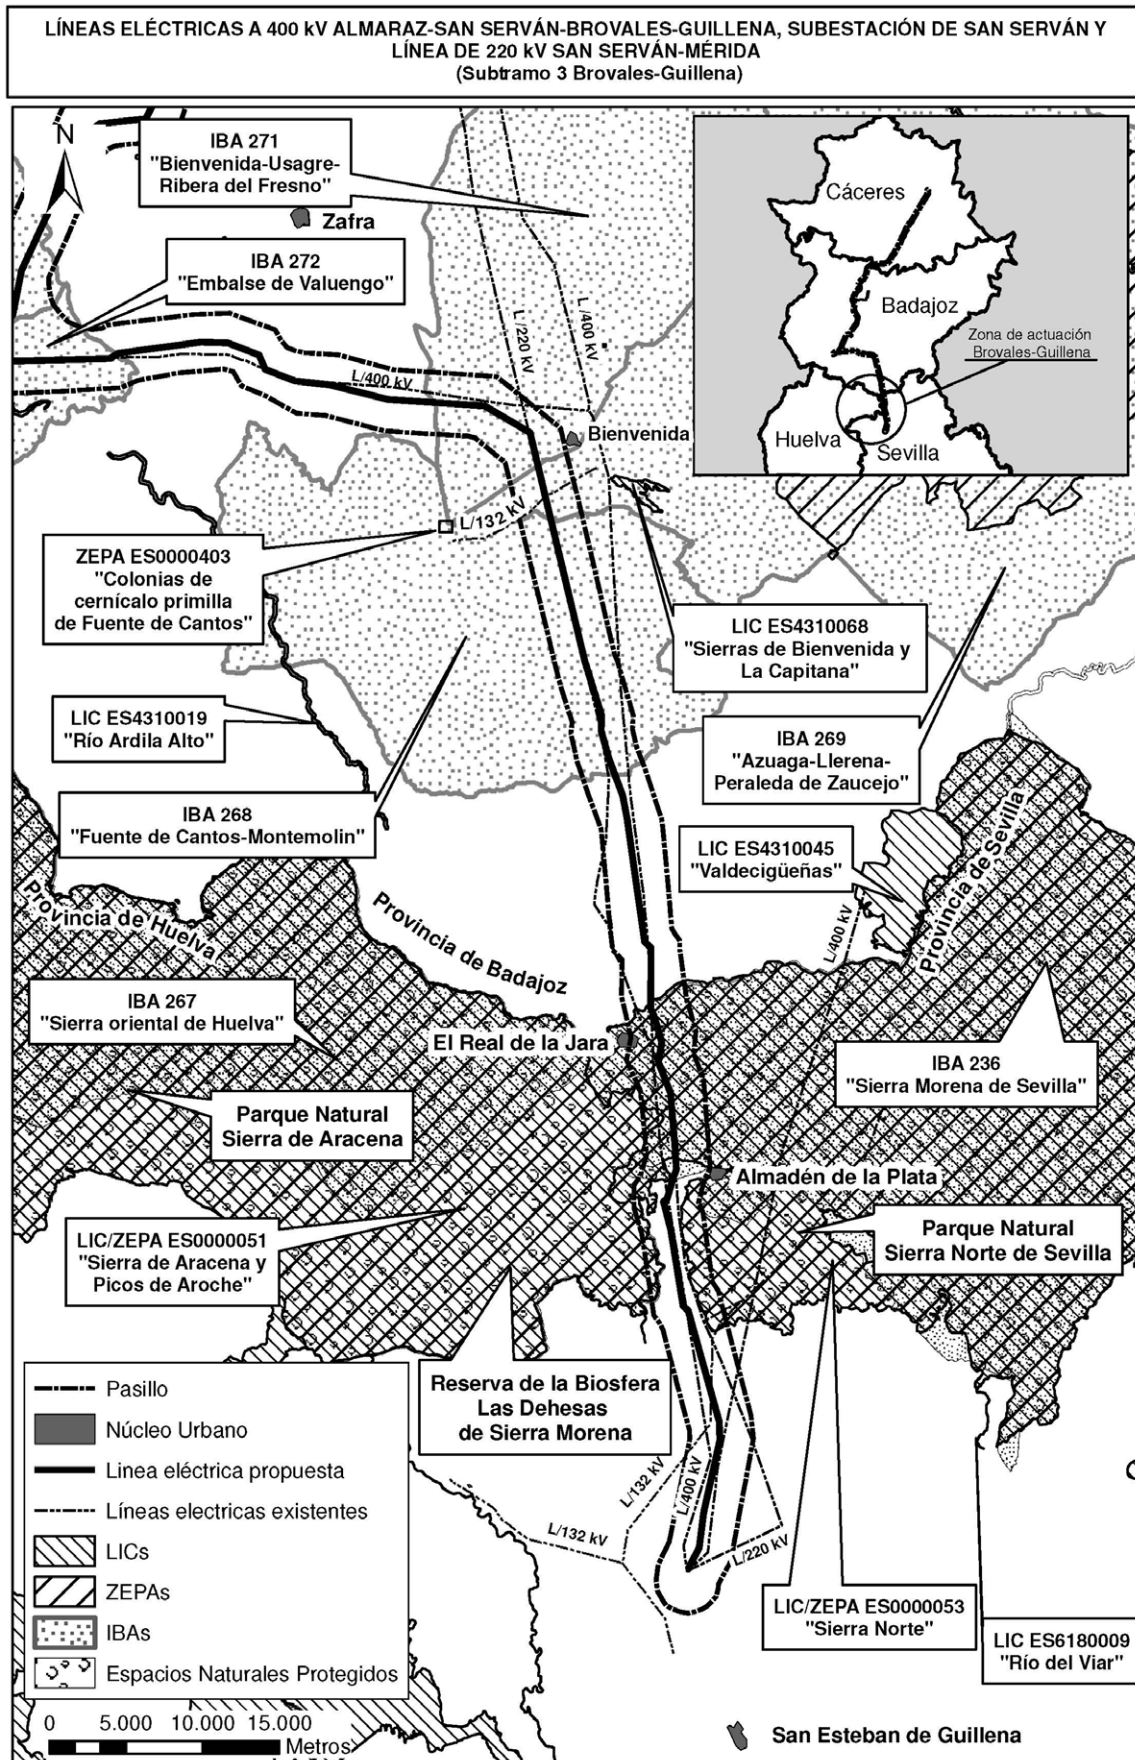 LÍNEAS ELÉCTRICAS A 400 kV ALMARAZ-SAN SERVÁN-BROVALES-GUILLENA, SUBESTACIÓN DE SAN SERVÁN Y
LÍNEA DE 220 kV SAN SERVÁN-MÉRIDA
(Subtramo 3 Brovales-Guillena)
N
IBA 271
"Bienvenida-Usagre-
Ribera del Fresno"
Zafra
IBA 272
"Embalse de Valuengo"
Cáceres
Badajoz
Zona de actuación
Brovales-Guillena
Huelva
Sevilla
L/220 kV
L/400 kV
L/400 kV
Bienvenida
L/132 kV
ZEPA ES0000403
"Colonias de
cernícalo primilla
de Fuente de Cantos"
LIC ES4310068
"Sierras de Bienvenida y
La Capitana"
LIC ES4310019
"Río Ardila Alto"
IBA 269
"Azuaga-Llerena-
Peraleda de Zaucejo"
IBA 268
"Fuente de Cantos-Montemolin"
LIC ES4310045
"Valdecigüeñas"
Provincia de Sevilla
Provincia de Huelva
Provincia de Badajoz
L/400 kV
IBA 267
"Sierra oriental de Huelva"
El Real de la Jara
IBA 236
"Sierra Morena de Sevilla"
Parque Natural
Sierra de Aracena
Almadén de la Plata
LIC/ZEPA ES0000051
"Sierra de Aracena y
Picos de Aroche"
Parque Natural
Sierra Norte de Sevilla
Reserva de la Biosfera
Las Dehesas
de Sierra Morena
Pasillo
Núcleo Urbano
Linea eléctrica propuesta
Líneas electricas existentes
LICs
ZEPAs
IBAs
Espacios Naturales Protegidos
L/132 kV
L/400 kV
L/132 kV
L/220 kV
LIC/ZEPA ES0000053
"Sierra Norte"
LIC ES6180009
"Río del Viar"
0 5.000 10.000 15.000
Metros
San Esteban de Guillena